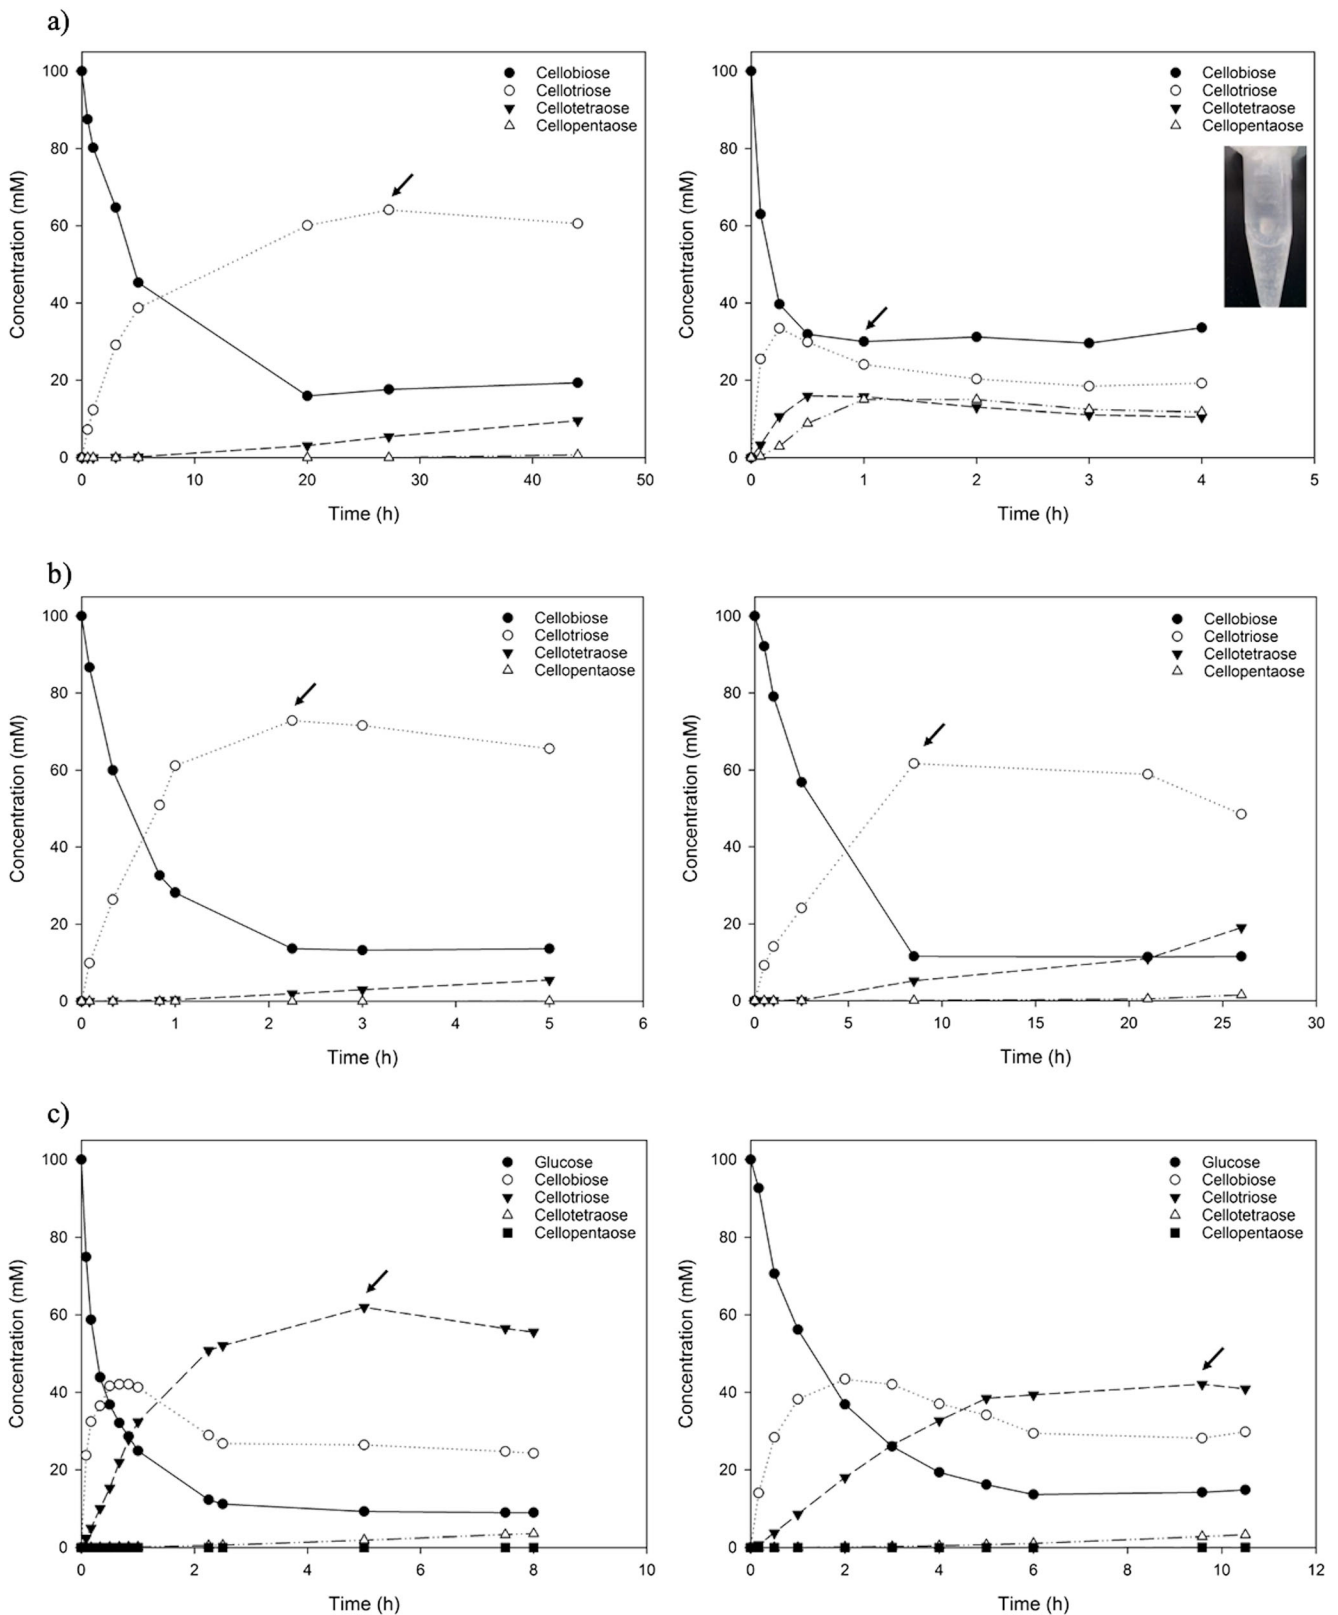 a)
Concentration (mM)
100
80
60
40
20
0
Cellobiose
Cellotriose
Cellotetraose
Cellopentaose
0 10 20 30 40 50
Time (h)
Concentration (mM)
100
80
60
40
20
0
Cellobiose
Cellotriose
Cellotetraose
Cellopentaose
0 1 2 3 4 5
Time (h)
b)
Concentration (mM)
100
80
60
40
20
0
Cellobiose
Cellotriose
Cellotetraose
Cellopentaose
0 1 2 3 4 5 6
Time (h)
Concentration (mM)
100
80
60
40
20
0
Cellobiose
Cellotriose
Cellotetraose
Cellopentaose
0 5 10 15 20 25 30
Time (h)
c)
Concentration (mM)
100
80
60
40
20
0
Glucose
Cellobiose
Cellotriose
Cellotetraose
Cellopentaose
0 2 4 6 8 10
Time (h)
Concentration (mM)
100
80
60
40
20
0
Glucose
Cellobiose
Cellotriose
Cellotetraose
Cellopentaose
0 2 4 6 8 10 12
Time (h)